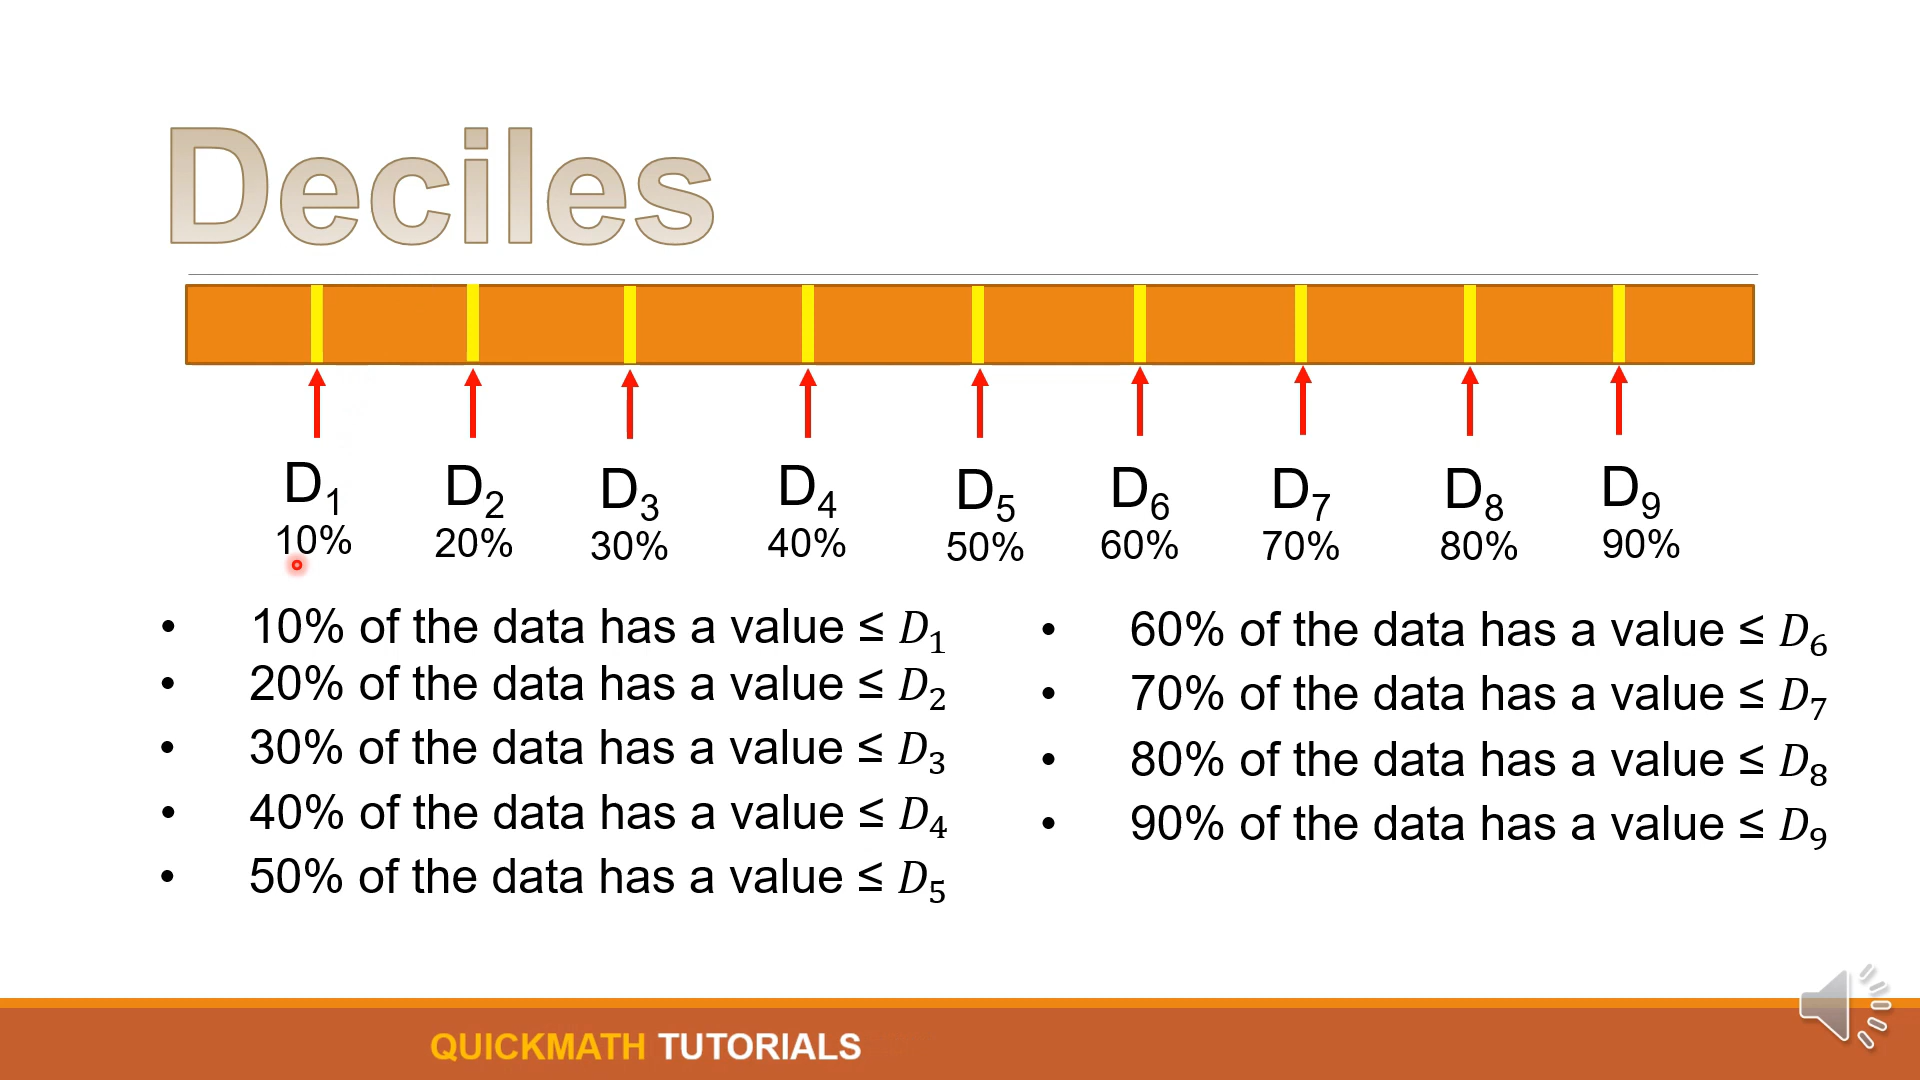 Deciles
D₁ D₂ D₃ D₄ D₅ D₆ D₇ D₈ D₉
10% 20% 30% 40% 50% 60% 70% 80% 90%
• 10% of the data has a value ≤ D₁
• 20% of the data has a value ≤ D₂
• 30% of the data has a value ≤ D₃
• 40% of the data has a value ≤ D₄
• 50% of the data has a value ≤ D₅
• 60% of the data has a value ≤ D₆
• 70% of the data has a value ≤ D₇
• 80% of the data has a value ≤ D₈
• 90% of the data has a value ≤ D₉
QUICKMATH TUTORIALS